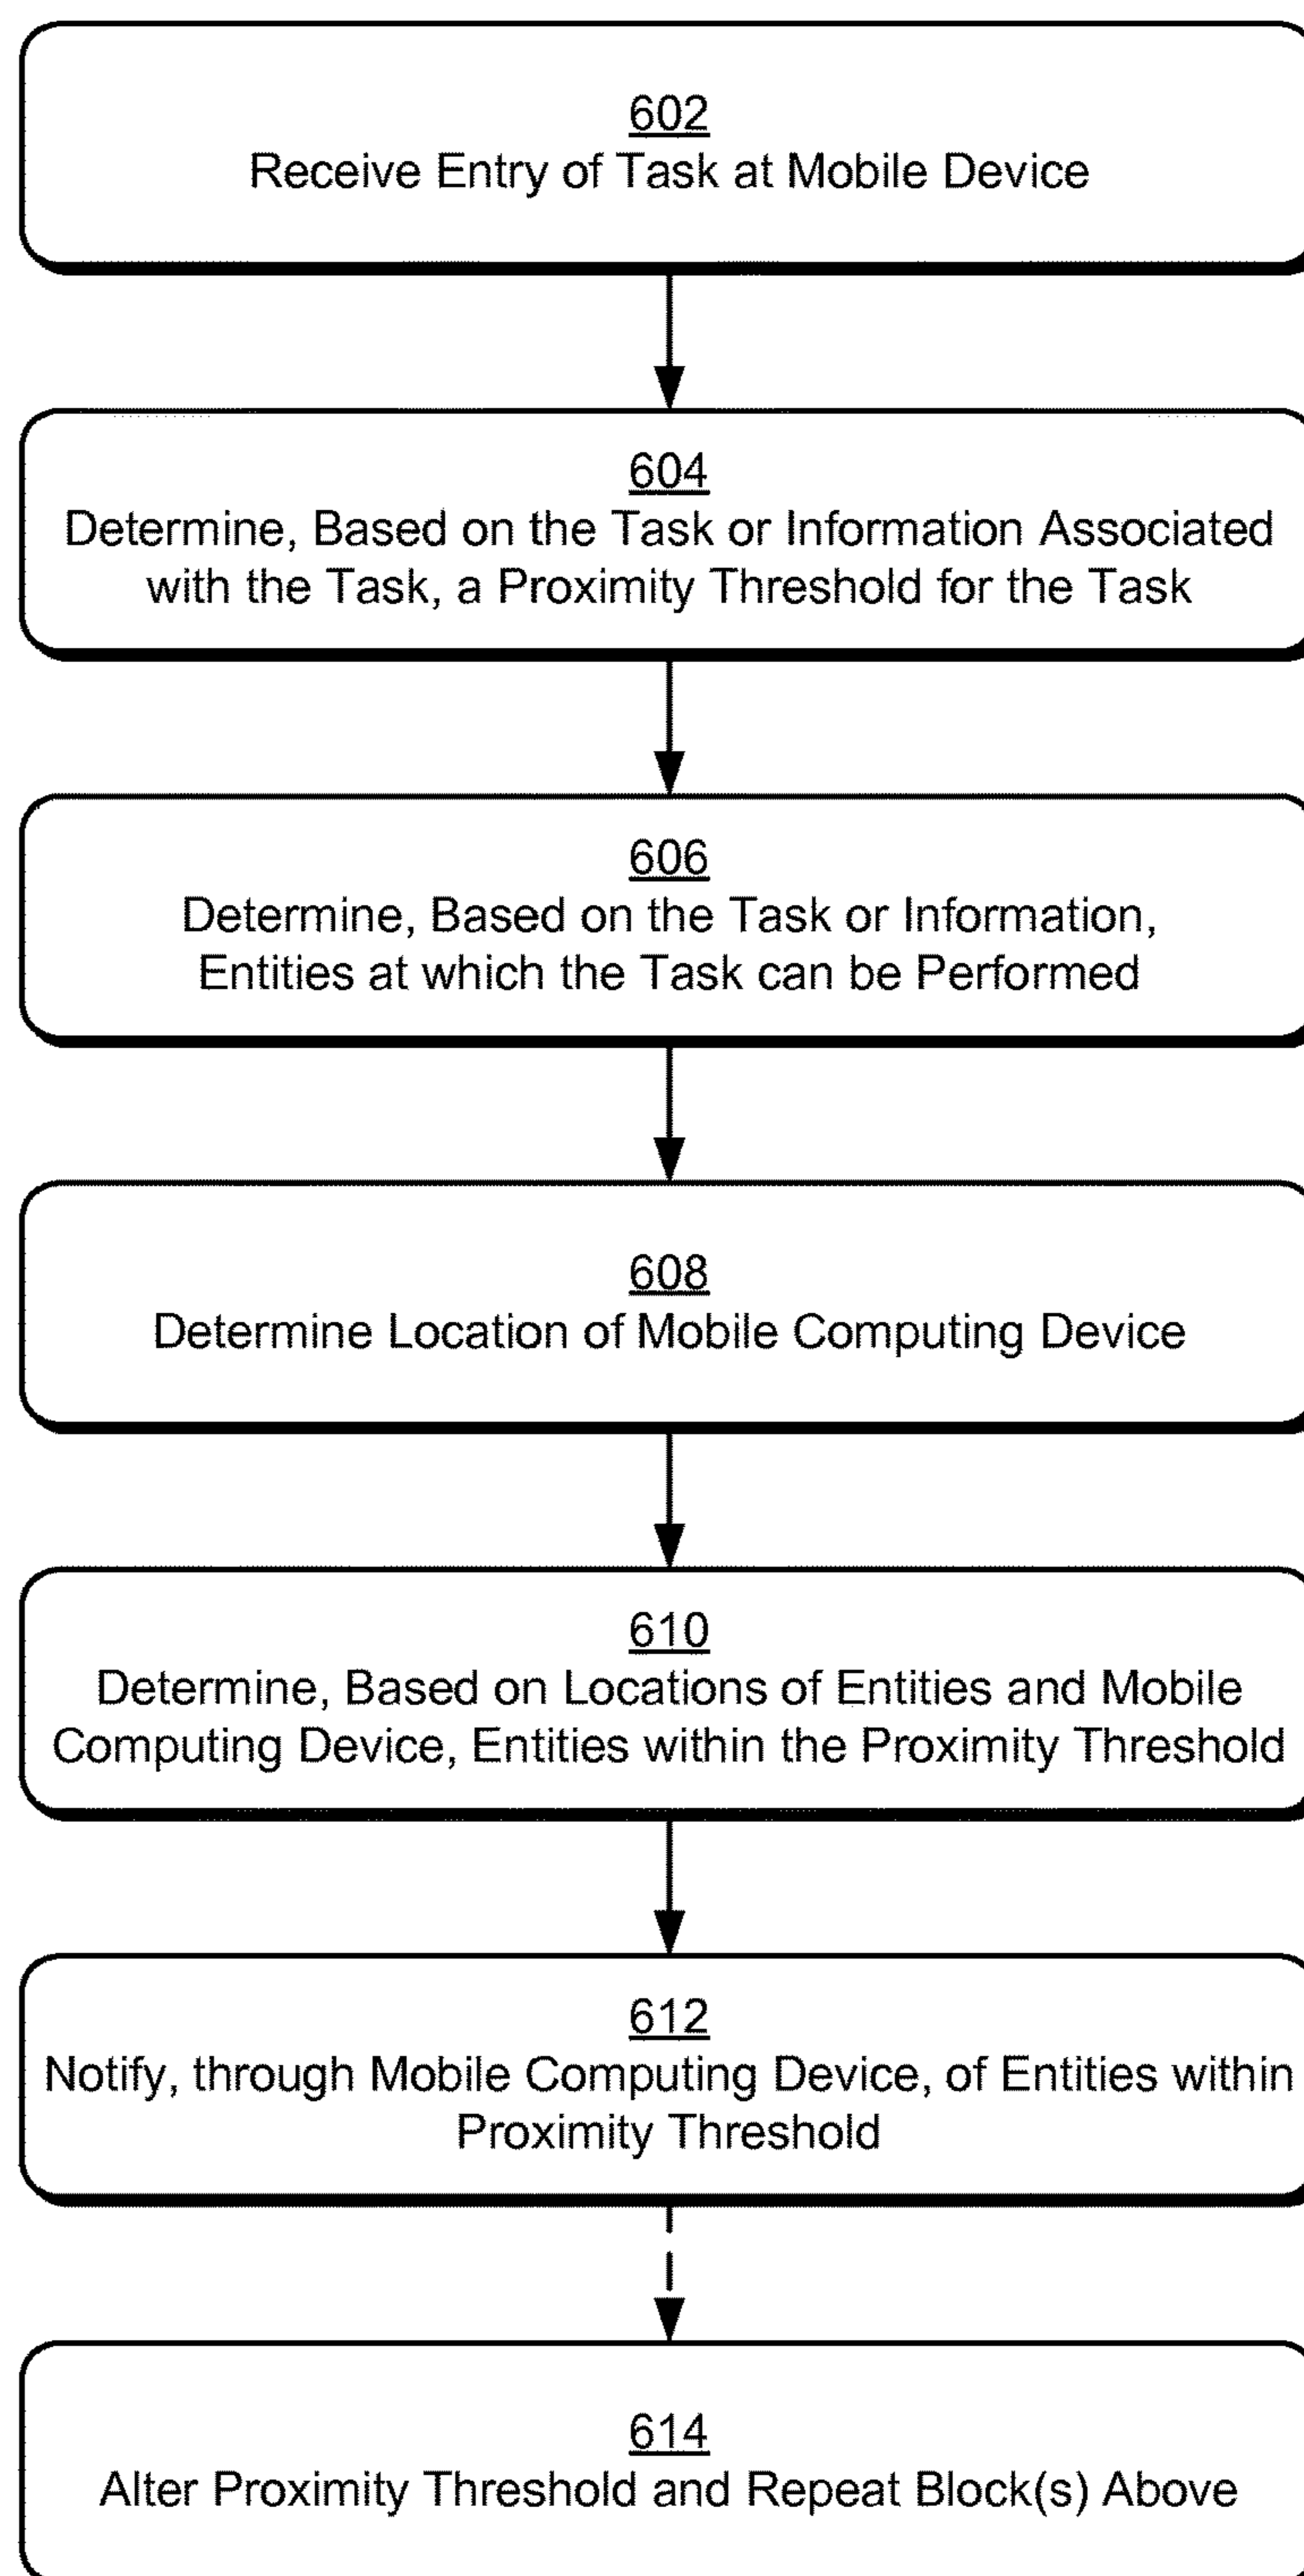 602
Receive Entry of Task at Mobile Device
604
Determine, Based on the Task or Information Associated
with the Task, a Proximity Threshold for the Task
606
Determine, Based on the Task or Information,
Entities at which the Task can be Performed
608
Determine Location of Mobile Computing Device
610
Determine, Based on Locations of Entities and Mobile
Computing Device, Entities within the Proximity Threshold
612
Notify, through Mobile Computing Device, of Entities within
Proximity Threshold
614
Alter Proximity Threshold and Repeat Block(s) Above